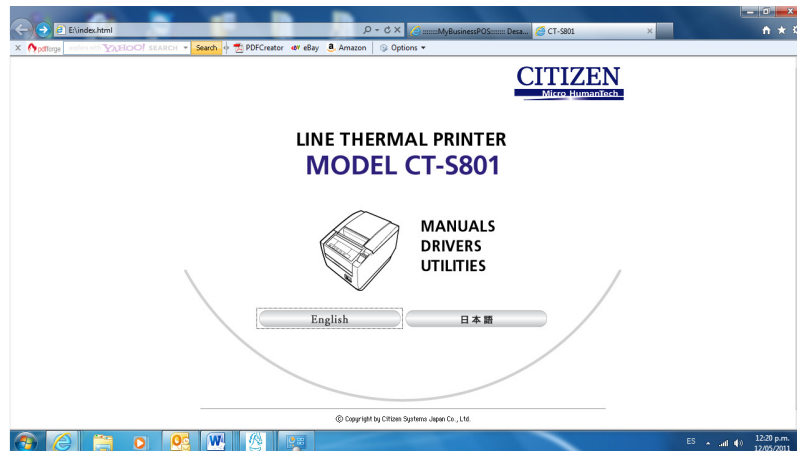 E:\index.html
:::::::MyBusinessPOS::::::: Desa...
CT-S801
pdfforge
YAHOO! SEARCH
Search
PDFCreator
eBay
Amazon
Options
CITIZEN
Micro HumanTech
LINE THERMAL PRINTER
MODEL CT-S801
MANUALS
DRIVERS
UTILITIES
English
日本語
© Copyright by Citizen Systems Japan Co., Ltd.
ES
12:20 p.m.
12/05/2011